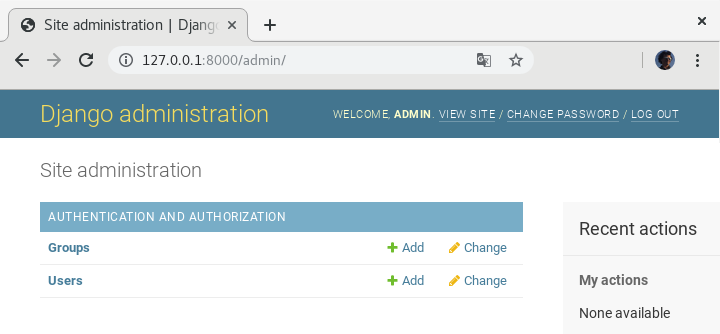 Site administration | Djang
127.0.0.1:8000/admin/
Django administration
WELCOME, ADMIN. VIEW SITE / CHANGE PASSWORD / LOG OUT
Site administration
AUTHENTICATION AND AUTHORIZATION
Groups Add Change
Users Add Change
Recent actions
My actions
None available